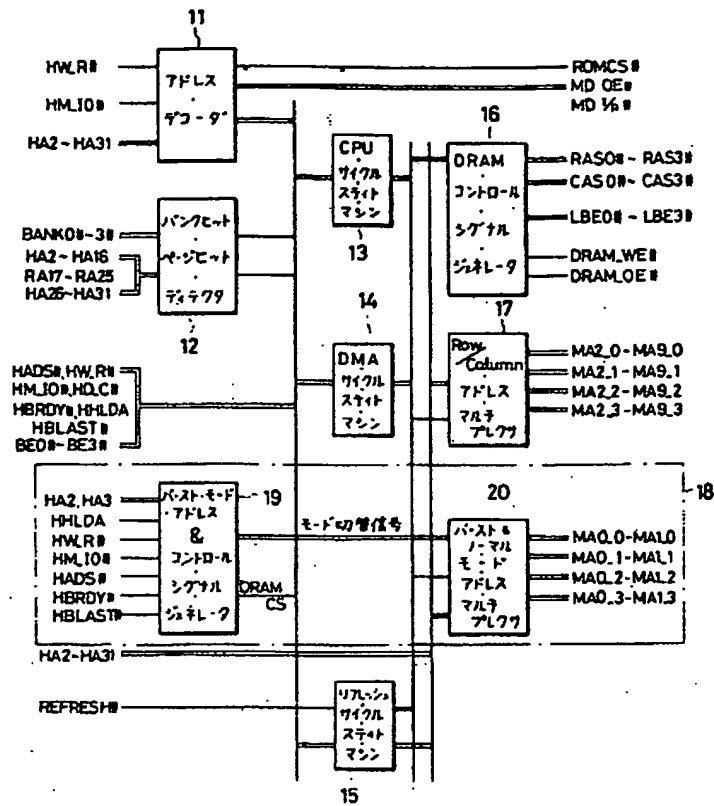 11
HW_R#
HM_IO#
HA2~HA31
アドレス
・
デコーダ
ROMCS#
MD OE#
MD I/O #
BANK0#-3#
HA2~HA16
RA17-RA25
HA26~HA31
バンクヒット
・
ページヒット
・
ディテクタ
12
CPU
・
サイクル
ステイト
・
マシン
13
16
DRAM
・
コントロール
・
シグナル
・
ジェネレータ
RAS0#~RAS3#
CAS0#~CAS3#
LBE0#~LBE3#
DRAM_WE#
DRAM_OE#
14
DMA
・
サイクル
ステイト
・
マシン
17
Row/Column
・
アドレス
・
マルチ
プレクサ
MA2_0-MA9_0
MA2_1-MA9_1
MA2_2-MA9_2
MA2_3-MA9_3
HADS#,HW_R#
HM_IO#,HD_C#
HBRDY#,HHLDA
HBLAST#
BE0#~BE3#
18
HA2,HA3
HHLDA
HW_R#
HM_IO#
HADS#
HBRDY#
HBLAST#
19
バースト・モード
・アドレス
&
コントロール
シグナル
ジェネレータ
モード切替信号
DRAM
CS
20
バースト&
ノーマル
モード
・
アドレス
・
マルチ
プレクサ
MA0_0-MA1_0
MA0_1-MA1_1
MA0_2-MA1_2
MA0_3-MA1_3
HA2-HA31
REFRESH#
リフレッシュ
サイクル
ステイト
・
マシン
15